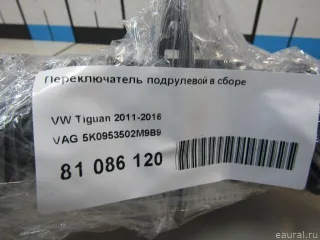 Переключатель подрулевой в сборе
VW Tiguan 2011-2016
VAG 5K0953502M9B9
81 086 120
eaural.ru